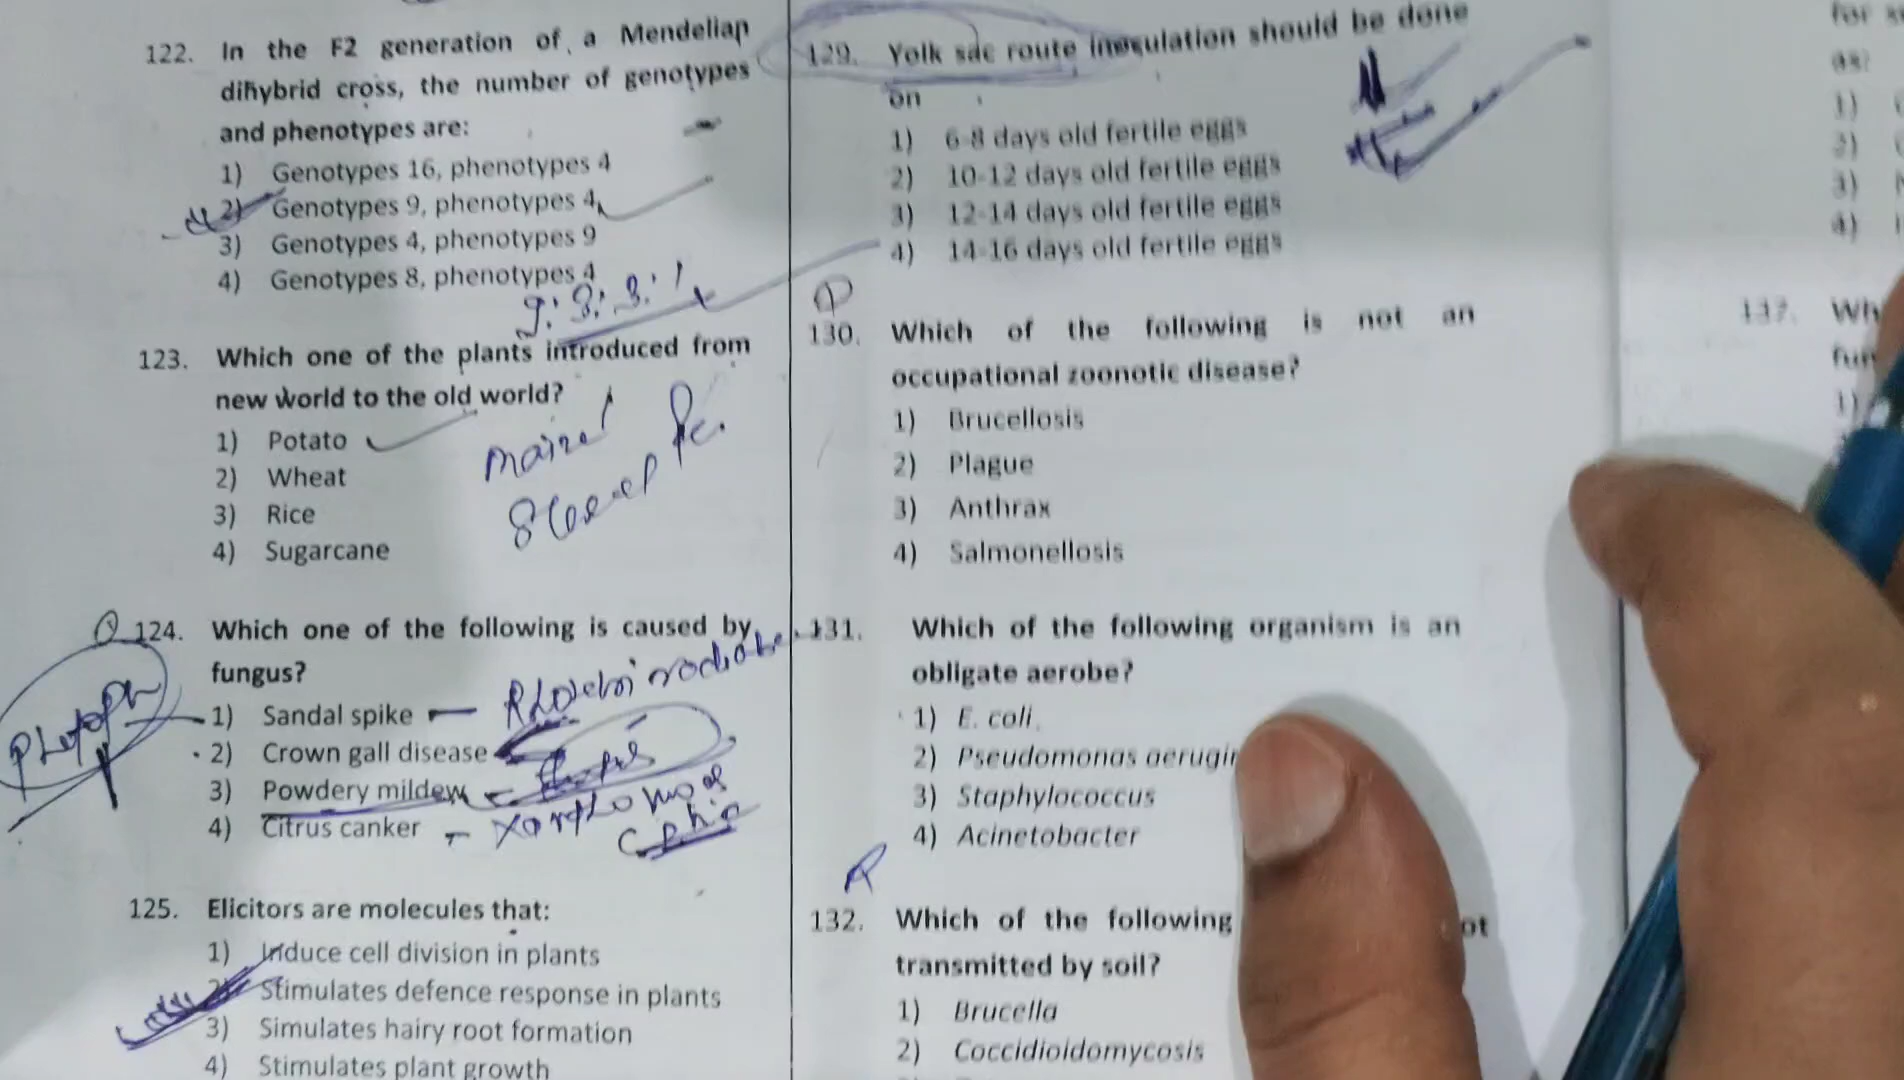 122. In the F2 generation of a Mendelian
dihybrid cross, the number of genotypes
and phenotypes are:
1) Genotypes 16, phenotypes 4
2) Genotypes 9, phenotypes 4
3) Genotypes 4, phenotypes 9
4) Genotypes 8, phenotypes 4
9:3:3:1
123. Which one of the plants introduced from
new world to the old world?
1) Potato
2) Wheat
3) Rice
4) Sugarcane
124. Which one of the following is caused by
fungus?
1) Sandal spike
2) Crown gall disease
3) Powdery mildew
4) Citrus canker
125. Elicitors are molecules that:
1) Induce cell division in plants
2) Stimulates defence response in plants
3) Simulates hairy root formation
4) Stimulates plant growth
129. Yolk sac route inoculation should be done
on
1) 6-8 days old fertile eggs
2) 10-12 days old fertile eggs
3) 12-14 days old fertile eggs
4) 14-16 days old fertile eggs
130. Which of the following is not an
occupational zoonotic disease?
1) Brucellosis
2) Plague
3) Anthrax
4) Salmonellosis
131. Which of the following organism is an
obligate aerobe?
1) E. coli
2) Pseudomonas
3) Staphylococcus
4) Acinetobacter
132. Which of the following
transmitted by soil?
1) Brucella
2) Coccidioidomycosis
1)
2)
3)
4)
137.
1)